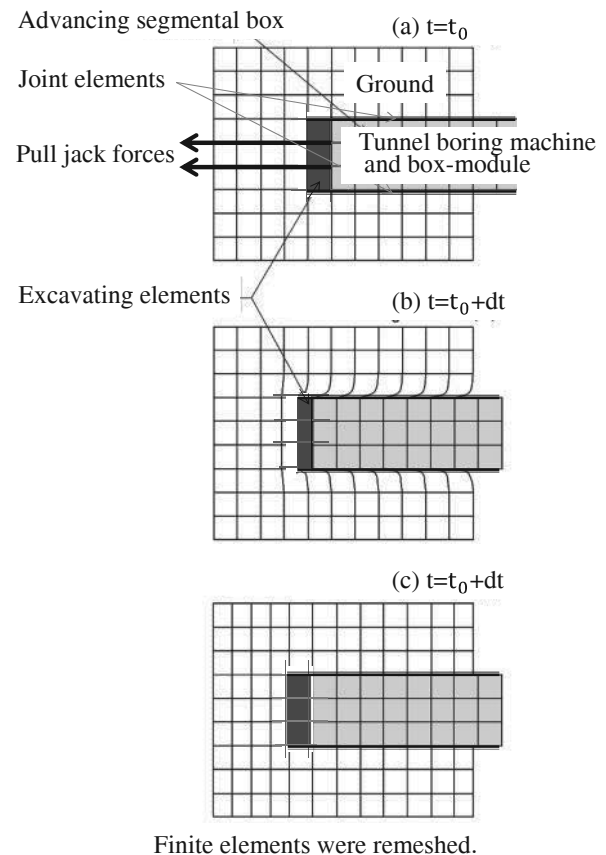 Advancing segmental box
(a) t=t₀
Joint elements
Ground
Pull jack forces
Tunnel boring machine
and box-module
Excavating elements
(b) t=t₀+dt
(c) t=t₀+dt
Finite elements were remeshed.